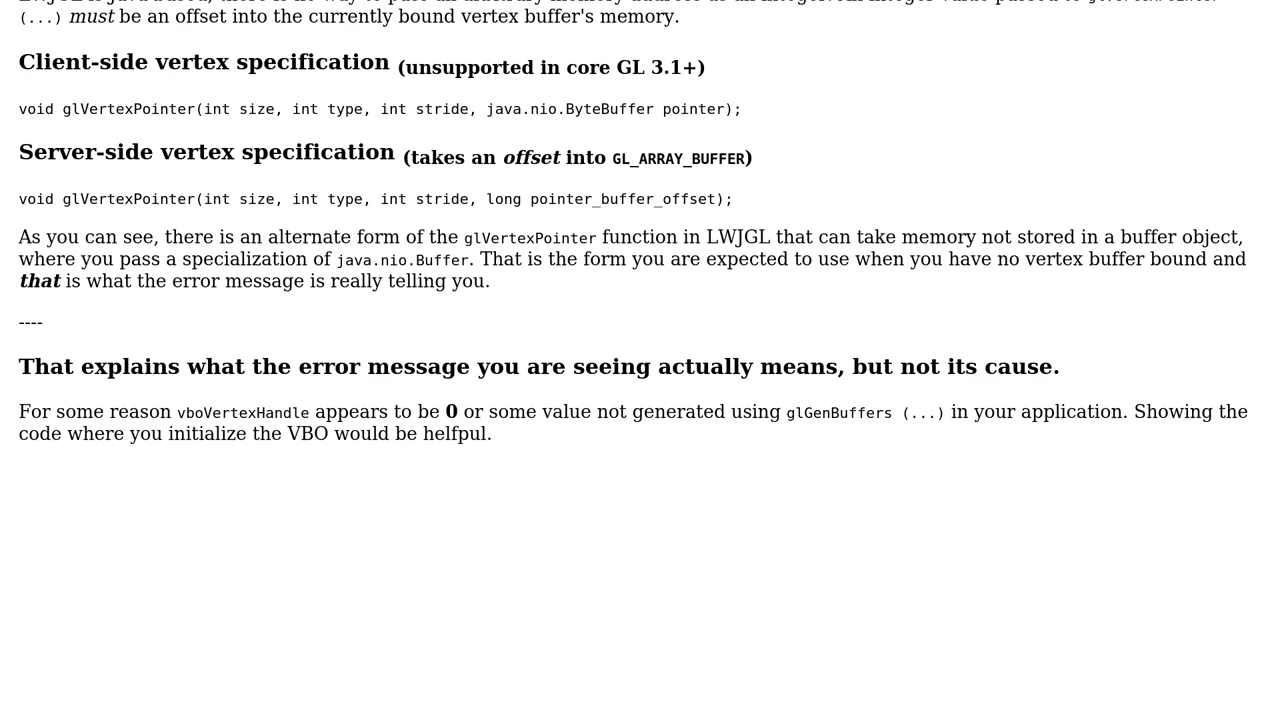 (...) must be an offset into the currently bound vertex buffer's memory.
Client-side vertex specification (unsupported in core GL 3.1+)
void glVertexPointer(int size, int type, int stride, java.nio.ByteBuffer pointer);
Server-side vertex specification (takes an offset into GL_ARRAY_BUFFER)
void glVertexPointer(int size, int type, int stride, long pointer_buffer_offset);
As you can see, there is an alternate form of the glVertexPointer function in LWJGL that can take memory not stored in a buffer object,
where you pass a specialization of java.nio.Buffer. That is the form you are expected to use when you have no vertex buffer bound and
that is what the error message is really telling you.
----
That explains what the error message you are seeing actually means, but not its cause.
For some reason vboVertexHandle appears to be 0 or some value not generated using glGenBuffers (...) in your application. Showing the
code where you initialize the VBO would be helfpul.